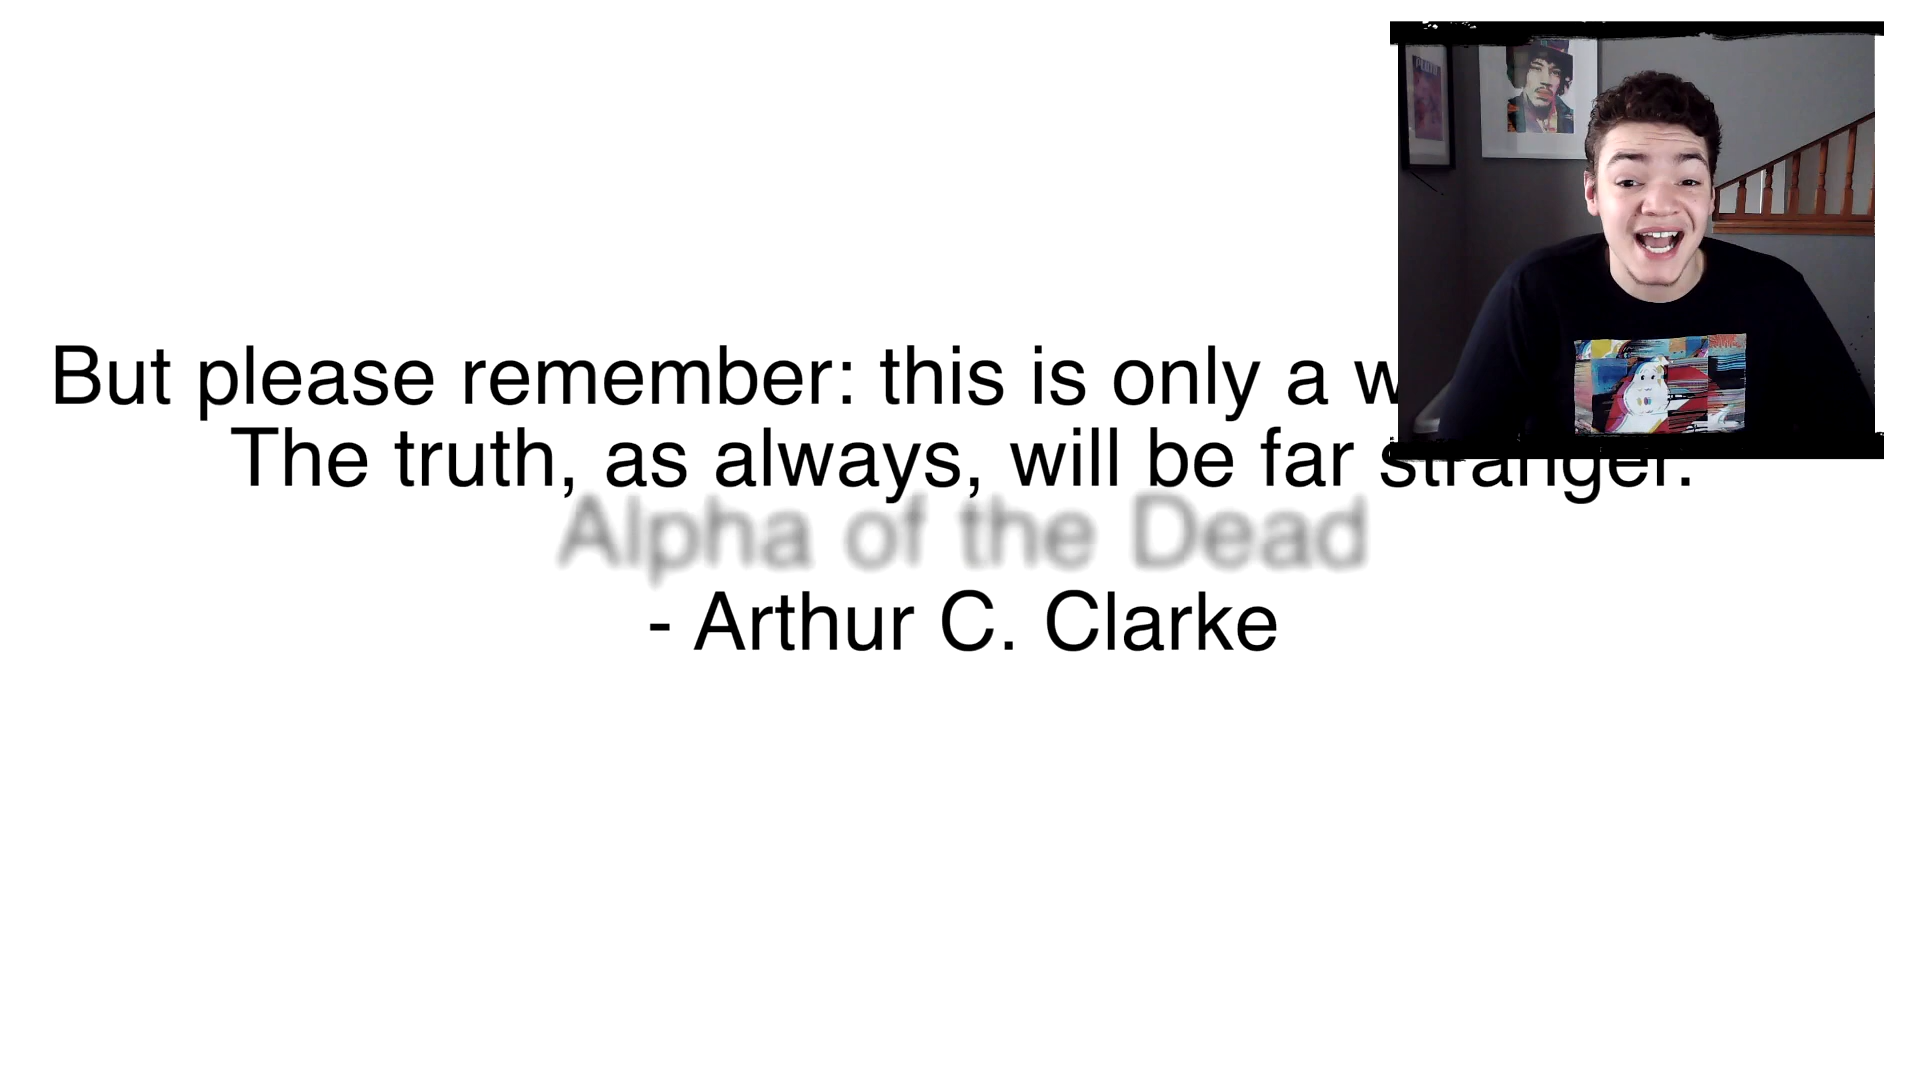 But please remember: this is only a w
The truth, as always, will be far stranger.
Alpha of the Dead
- Arthur C. Clarke